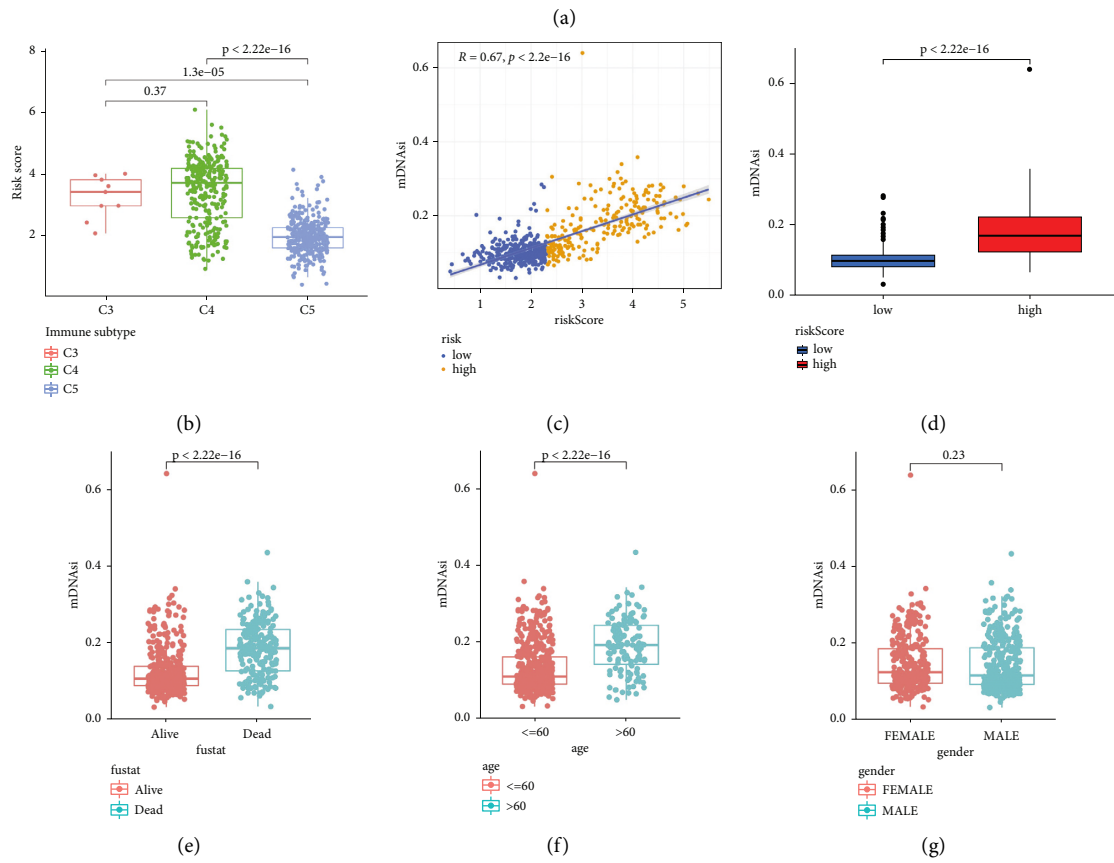 (a)
8
6
4
2
Risk score
p < 2.22e−16
1.3e−05
0.37
C3
C4
C5
Immune subtype
C3
C4
C5
(b)
0.6
0.4
0.2
mDNAsi
R = 0.67, p < 2.2e−16
1
2
3
4
5
riskScore
risk
low
high
(c)
0.6
0.4
0.2
0.0
mDNAsi
p < 2.22e−16
low
high
riskScore
low
high
(d)
0.6
0.4
0.2
0.0
mDNAsi
p < 2.22e−16
Alive
Dead
fustat
fustat
Alive
Dead
(e)
0.6
0.4
0.2
0.0
mDNAsi
p < 2.22e−16
<=60
>60
age
age
<=60
>60
(f)
0.6
0.4
0.2
0.0
mDNAsi
0.23
FEMALE
MALE
gender
gender
FEMALE
MALE
(g)